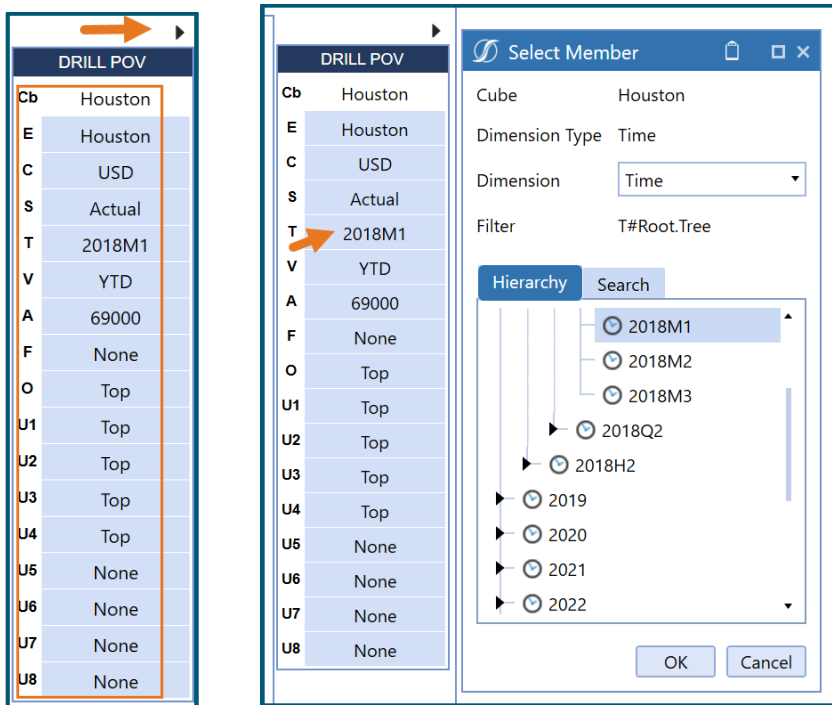 DRILL POV
Cb Houston
E Houston
C USD
S Actual
T 2018M1
V YTD
A 69000
F None
O Top
U1 Top
U2 Top
U3 Top
U4 Top
U5 None
U6 None
U7 None
U8 None
DRILL POV
Cb Houston
E Houston
C USD
S Actual
T 2018M1
V YTD
A 69000
F None
O Top
U1 Top
U2 Top
U3 Top
U4 Top
U5 None
U6 None
U7 None
U8 None
Select Member
Cube Houston
Dimension Type Time
Dimension Time
Filter T#Root.Tree
Hierarchy Search
2018M1
2018M2
2018M3
2018Q2
2018H2
2019
2020
2021
2022
OK Cancel